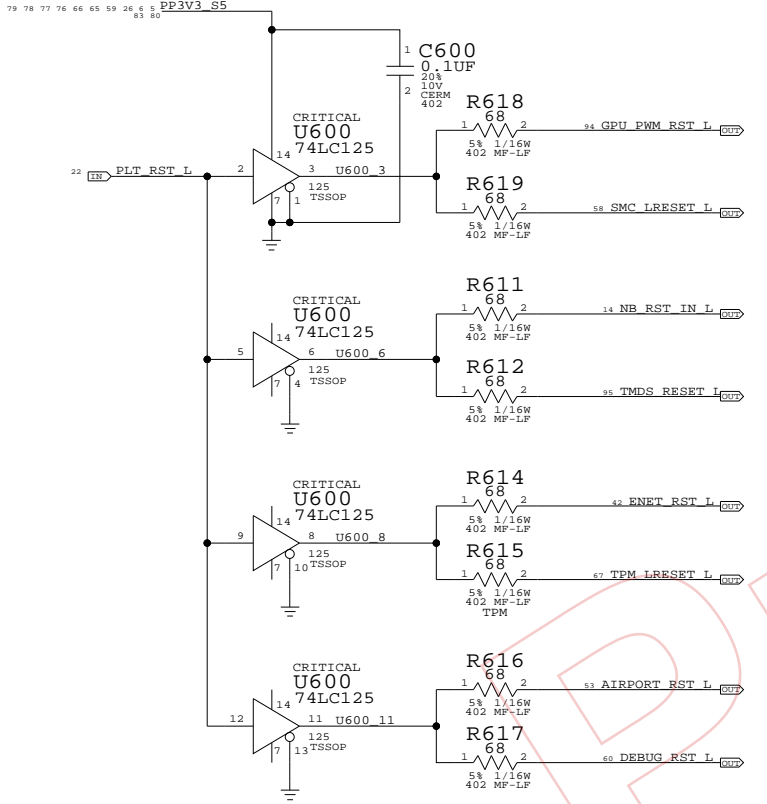 79 78 77 76 66 65 59 26 6 5 PP3V3_S5
83 80
1 C600
0.1UF
20%
10V
2 CERM
402
CRITICAL
U600
74LC125
14
22 IN PLT_RST_L 2 3 U600_3
125
7 1 TSSOP
R618
68
1 2 94 GPU_PWM_RST_L OUT
5% 1/16W
402 MF-LF
R619
68
1 2 58 SMC_LRESET_L OUT
5% 1/16W
402 MF-LF
CRITICAL
U600
74LC125
14
5 6 U600_6
125
7 4 TSSOP
R611
68
1 2 14 NB_RST_IN_L OUT
5% 1/16W
402 MF-LF
R612
68
1 2 95 TMDS_RESET_L OUT
5% 1/16W
402 MF-LF
CRITICAL
U600
74LC125
14
9 8 U600_8
125
7 10 TSSOP
R614
68
1 2 42 ENET_RST_L OUT
5% 1/16W
402 MF-LF
R615
68
1 2 67 TPM_LRESET_L OUT
5% 1/16W
402 MF-LF
TPM
CRITICAL
U600
74LC125
14
12 11 U600_11
125
7 13 TSSOP
R616
68
1 2 53 AIRPORT_RST_L OUT
5% 1/16W
402 MF-LF
R617
68
1 2 60 DEBUG_RST_L OUT
5% 1/16W
402 MF-LF